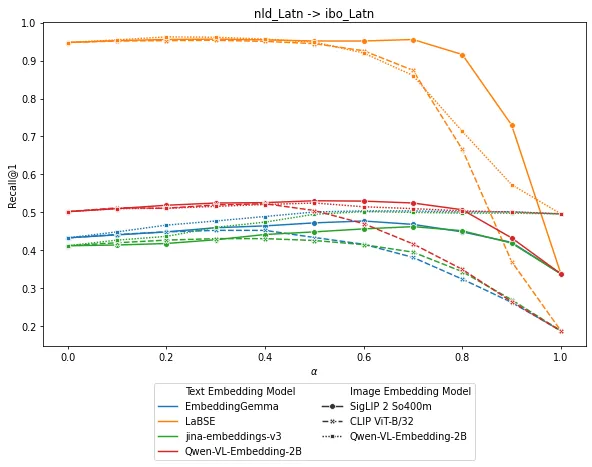 nld_Latn -> ibo_Latn
1.0
0.9
0.8
0.7
0.6
0.5
0.4
0.3
0.2
Recall@1
0.0 0.2 0.4 0.6 0.8 1.0
α
Text Embedding Model Image Embedding Model
EmbeddingGemma SigLIP 2 So400m
LaBSE CLIP ViT-B/32
jina-embeddings-v3 Qwen-VL-Embedding-2B
Qwen-VL-Embedding-2B